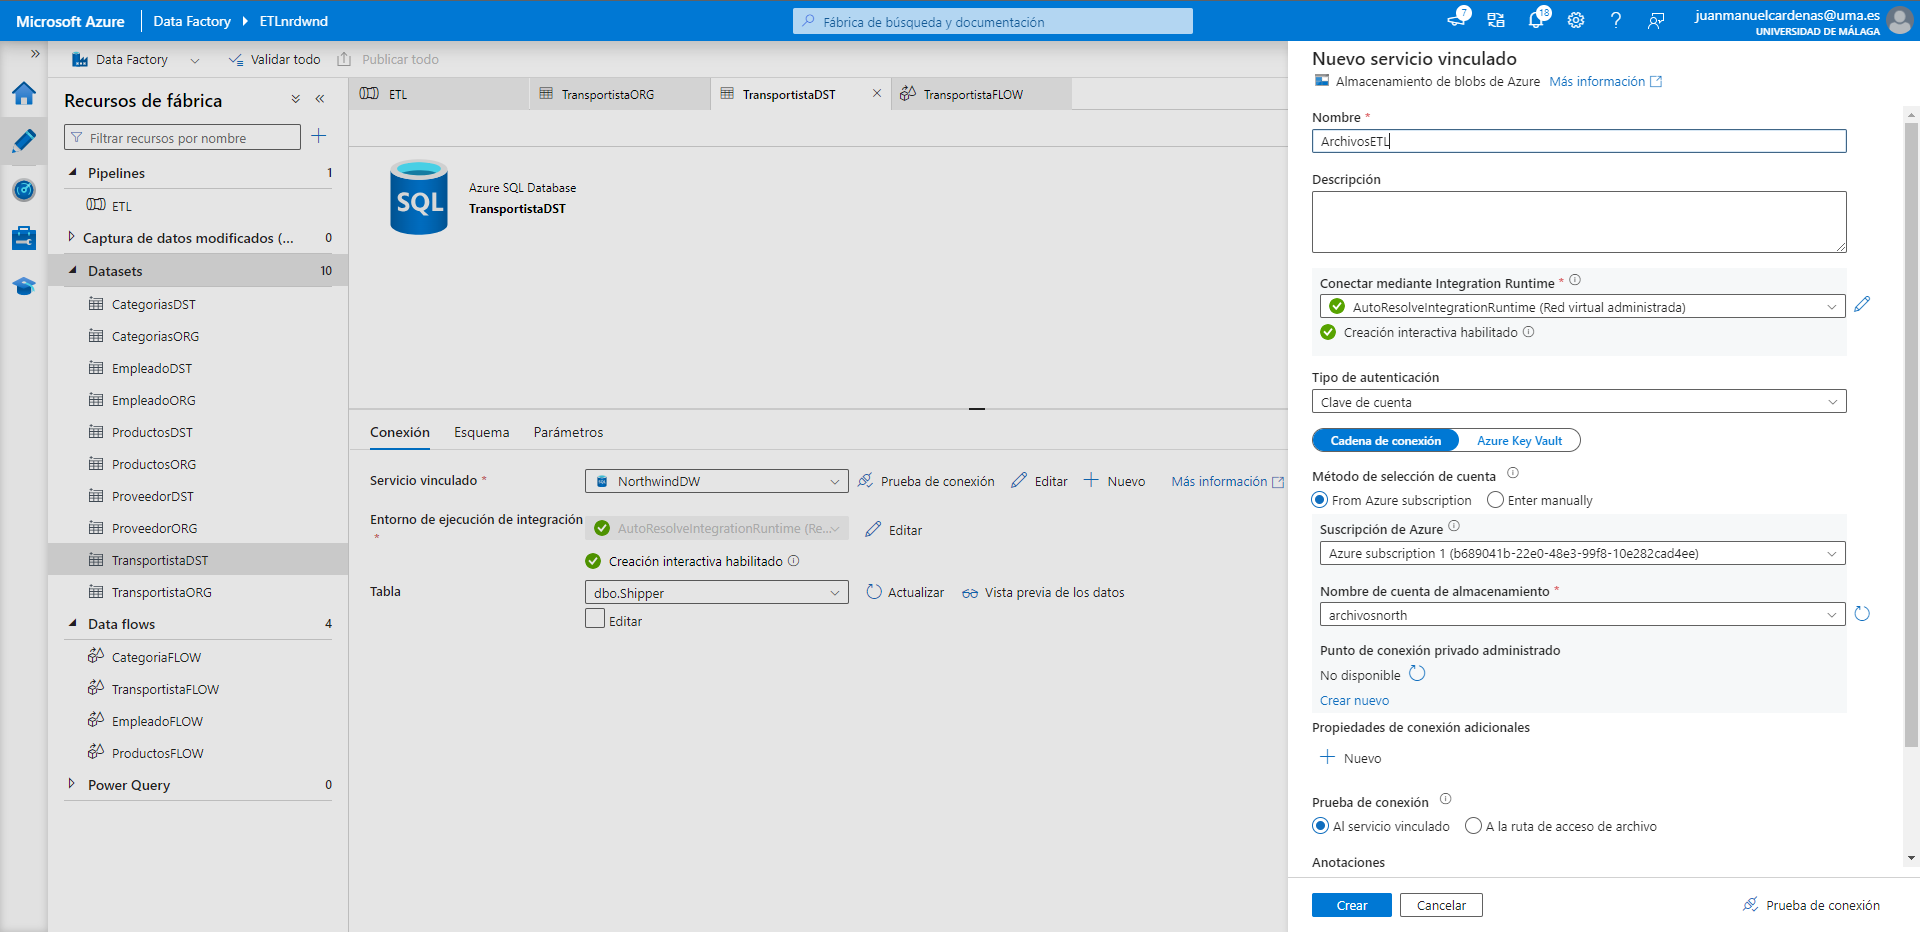 Microsoft Azure
Data Factory
ETLnrdwnd
Fábrica de búsqueda y documentación
7
18
juanmanuelcardenas@uma.es
UNIVERSIDAD DE MÁLAGA
Data Factory
Validar todo
Publicar todo
Recursos de fábrica
Filtrar recursos por nombre
Pipelines 1
ETL
Captura de datos modificados (... 0
Datasets 10
CategoriasDST
CategoriasORG
EmpleadoDST
EmpleadoORG
ProductosDST
ProductosORG
ProveedorDST
ProveedorORG
TransportistaDST
TransportistaORG
Data flows 4
CategoriaFLOW
TransportistaFLOW
EmpleadoFLOW
ProductosFLOW
Power Query 0
ETL
TransportistaORG
TransportistaDST
TransportistaFLOW
SQL
Azure SQL Database
TransportistaDST
Conexión
Esquema
Parámetros
Servicio vinculado *
NorthwindDW
Prueba de conexión
Editar
Nuevo
Más información
Entorno de ejecución de integración
*
AutoResolveIntegrationRuntime (Re...
Editar
Creación interactiva habilitado
Tabla
dbo.Shipper
Actualizar
Vista previa de los datos
Editar
Nuevo servicio vinculado
Almacenamiento de blobs de Azure Más información
Nombre *
ArchivosETL
Descripción
Conectar mediante Integration Runtime *
AutoResolveIntegrationRuntime (Red virtual administrada)
Creación interactiva habilitado
Tipo de autenticación
Clave de cuenta
Cadena de conexión
Azure Key Vault
Método de selección de cuenta
From Azure subscription
Enter manually
Suscripción de Azure
Azure subscription 1 (b689041b-22e0-48e3-99f8-10e282cad4ee)
Nombre de cuenta de almacenamiento *
archivosnorth
Punto de conexión privado administrado
No disponible
Crear nuevo
Propiedades de conexión adicionales
Nuevo
Prueba de conexión
Al servicio vinculado
A la ruta de acceso de archivo
Anotaciones
Crear
Cancelar
Prueba de conexión